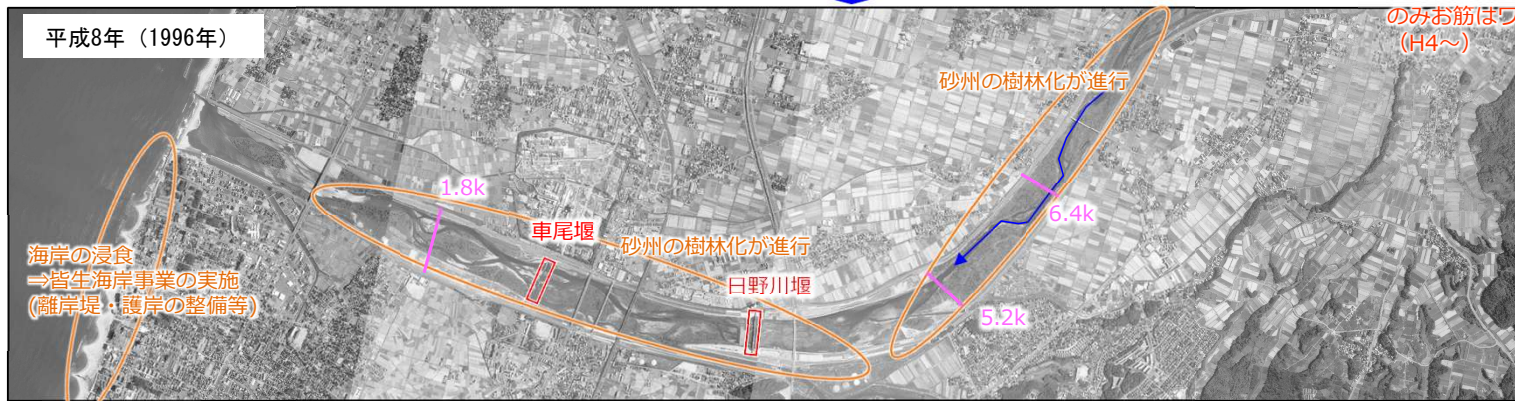 平成8年（1996年）
のみお筋はワ
（H4～）
砂州の樹林化が進行
1.8k
6.4k
車尾堰
砂州の樹林化が進行
海岸の浸食
⇒皆生海岸事業の実施
(離岸堤・護岸の整備等)
日野川堰
5.2k